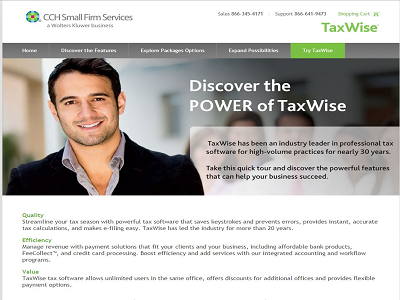 CCH Small Firm Services
a Wolters Kluwer business
Sales 866-345-4171 Support 866-641-9473 Shopping Cart
TaxWise®
Home Discover the Features Explore Packages Options Expand Possibilities Try TaxWise
Discover the
POWER of TaxWise
TaxWise has been an industry leader in professional tax
software for high-volume practices for nearly 30 years.
Take this quick tour and discover the powerful features
that can help your business succeed.
Quality
Streamline your tax season with powerful tax software that saves keystrokes and prevents errors, provides instant, accurate
tax calculations, and makes e-filing easy. TaxWise has led the industry for more than 20 years.
Efficiency
Manage revenue with payment solutions that fit your clients and your business, including affordable bank products,
FeeCollect™, and credit card processing. Boost efficiency and add services with our integrated accounting and workflow
programs.
Value
TaxWise tax software allows unlimited users in the same office, offers discounts for additional offices and provides flexible
payment options.